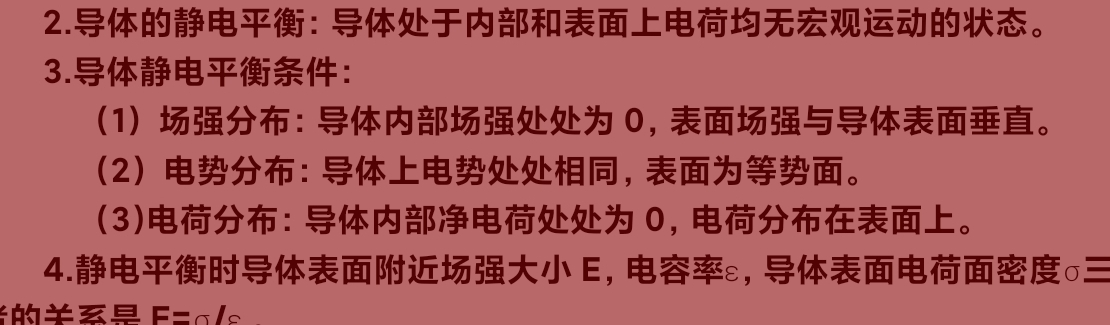 2.导体的静电平衡：导体处于内部和表面上电荷均无宏观运动的状态。
3.导体静电平衡条件：
（1）场强分布：导体内部场强处处为 0，表面场强与导体表面垂直。
（2）电势分布：导体上电势处处相同，表面为等势面。
（3)电荷分布：导体内部净电荷处处为 0，电荷分布在表面上。
4.静电平衡时导体表面附近场强大小 E，电容率ε，导体表面电荷面密度σ三
者的关系是 E=σ/ε 。